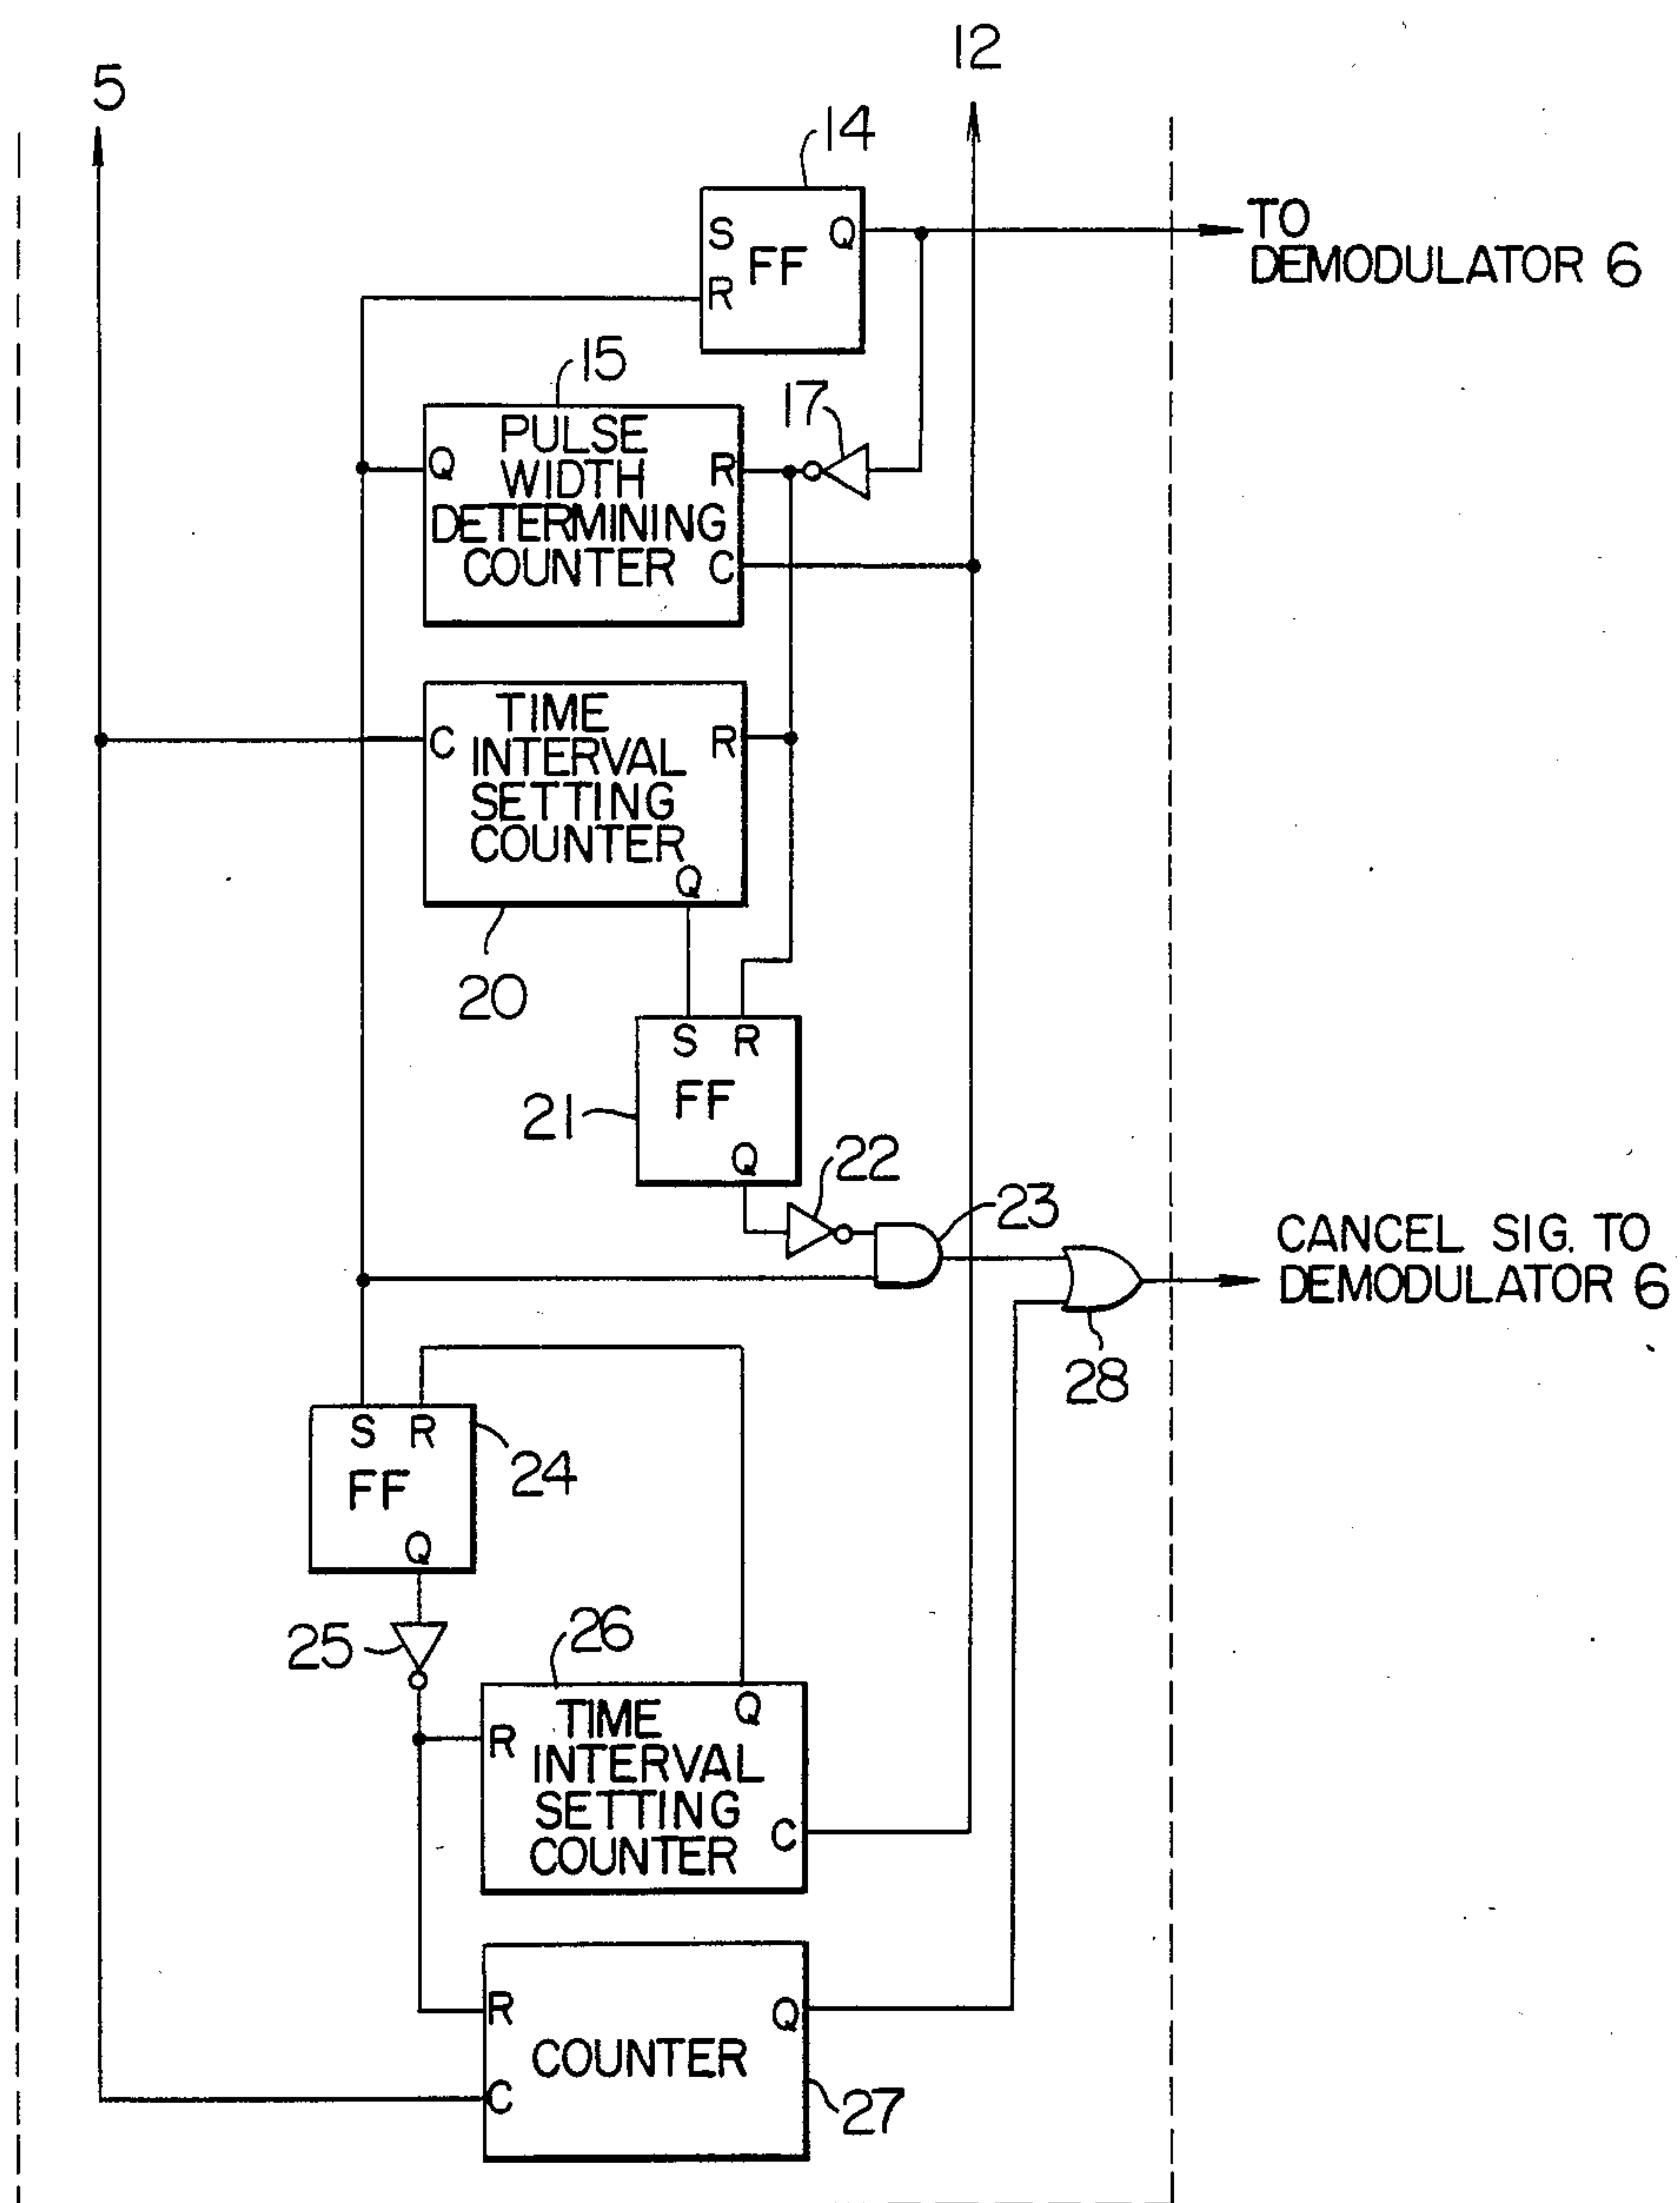 5
12
14
S
Q
FF
R
TO
DEMODULATOR 6
15
17
PULSE
WIDTH
DETERMINING
COUNTER
Q
R
C
TIME
INTERVAL
SETTING
COUNTER
C
R
Q
20
S R
FF
Q
21
22
23
CANCEL SIG. TO
DEMODULATOR 6
28
S R
FF
Q
24
25
26
TIME
INTERVAL
SETTING
COUNTER
Q
R
C
R
Q
COUNTER
C
27